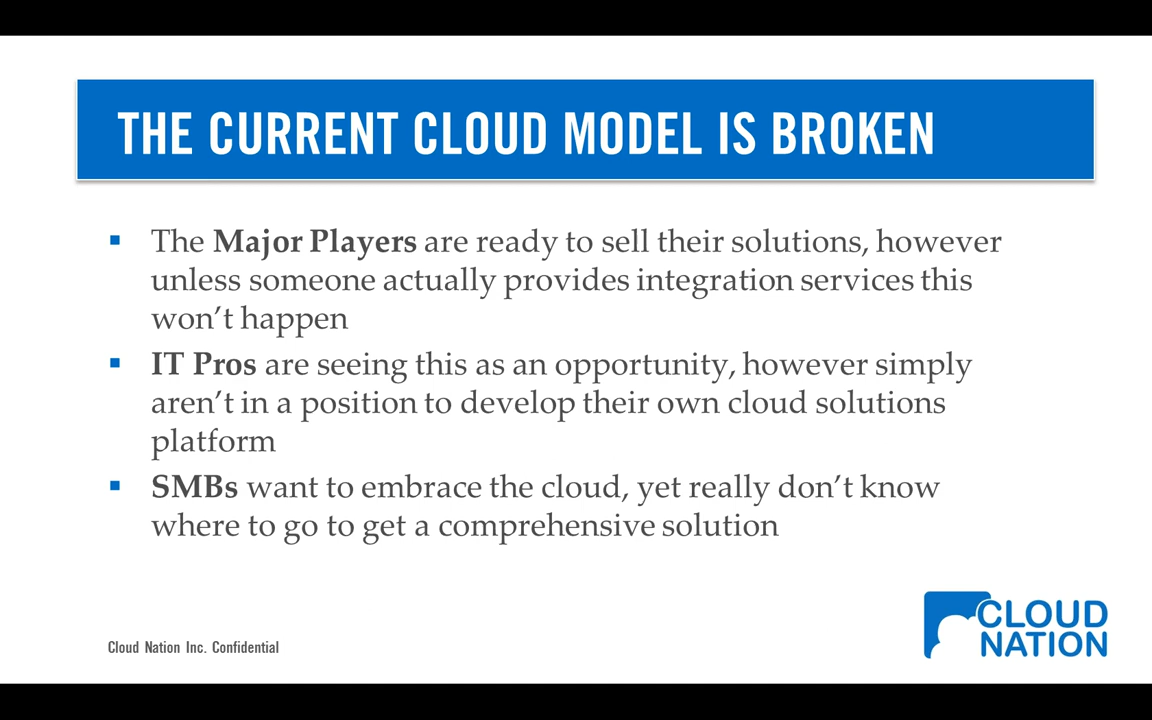 THE CURRENT CLOUD MODEL IS BROKEN
▪ The Major Players are ready to sell their solutions, however
unless someone actually provides integration services this
won’t happen
▪ IT Pros are seeing this as an opportunity, however simply
aren’t in a position to develop their own cloud solutions
platform
▪ SMBs want to embrace the cloud, yet really don’t know
where to go to get a comprehensive solution
Cloud Nation Inc. Confidential
CLOUD
NATION